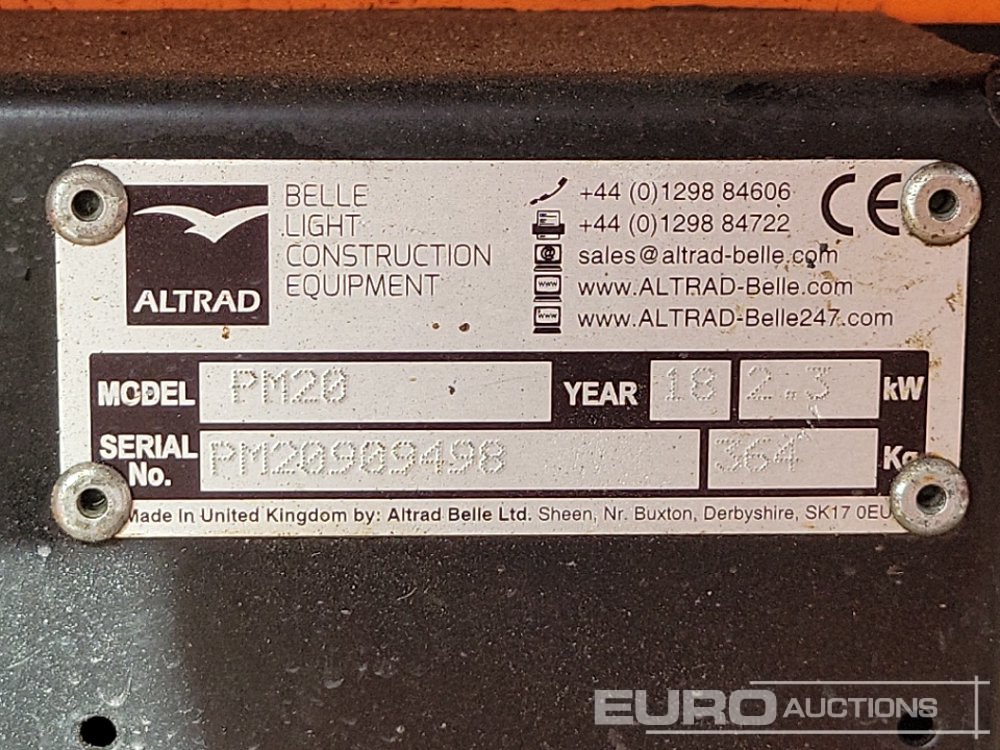 ALTRAD
BELLE
LIGHT
CONSTRUCTION
EQUIPMENT
+44 (0)1298 84606
+44 (0)1298 84722
sales@altrad-belle.com
www.ALTRAD-Belle.com
www.ALTRAD-Belle247.com
CE
MODEL PM20 YEAR 18 2.3 kW
SERIAL No. PM20909498 364 Kg
Made In United Kingdom by: Altrad Belle Ltd. Sheen, Nr. Buxton, Derbyshire, SK17 0EU
EURO AUCTIONS